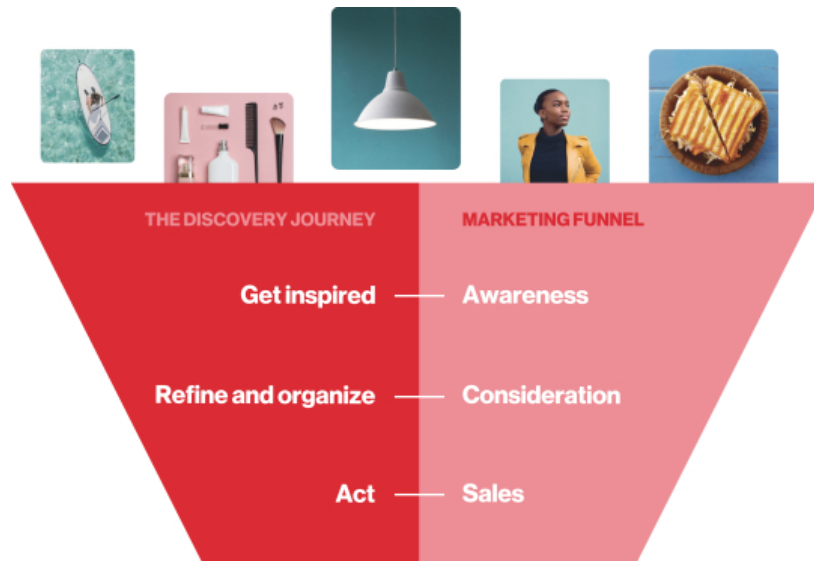 THE DISCOVERY JOURNEY
MARKETING FUNNEL
Get inspired
Awareness
Refine and organize
Consideration
Act
Sales